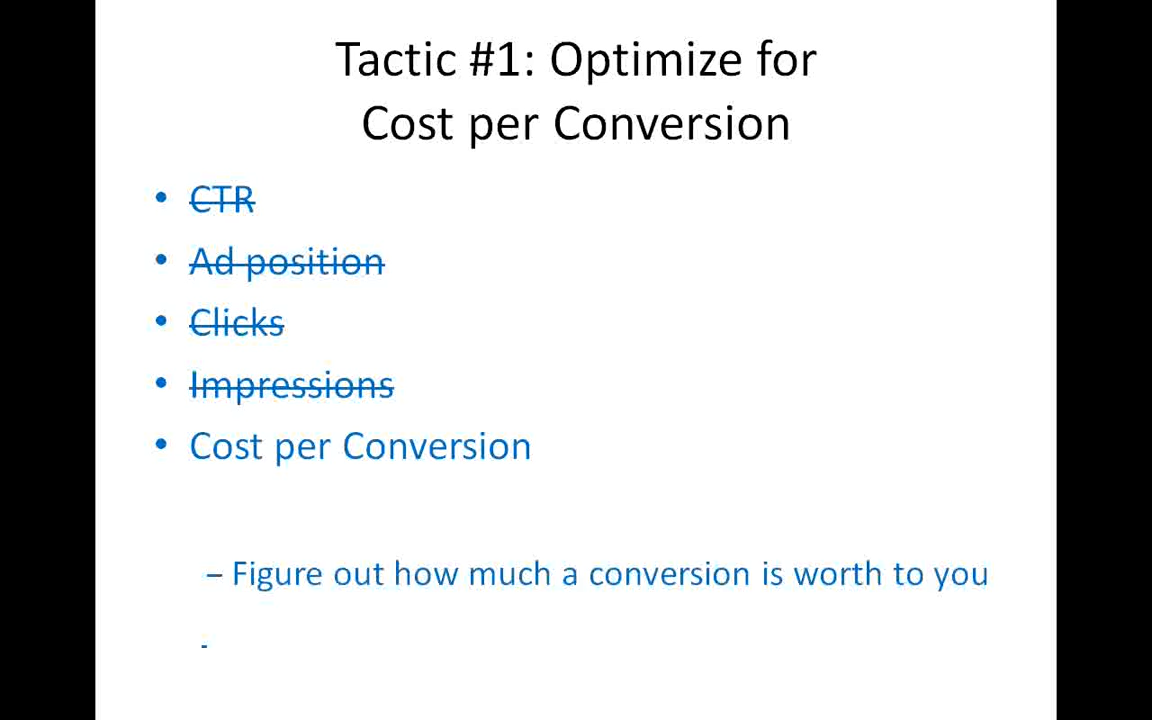 Tactic #1: Optimize for
Cost per Conversion
• CTR
• Ad position
• Clicks
• Impressions
• Cost per Conversion
– Figure out how much a conversion is worth to you
-